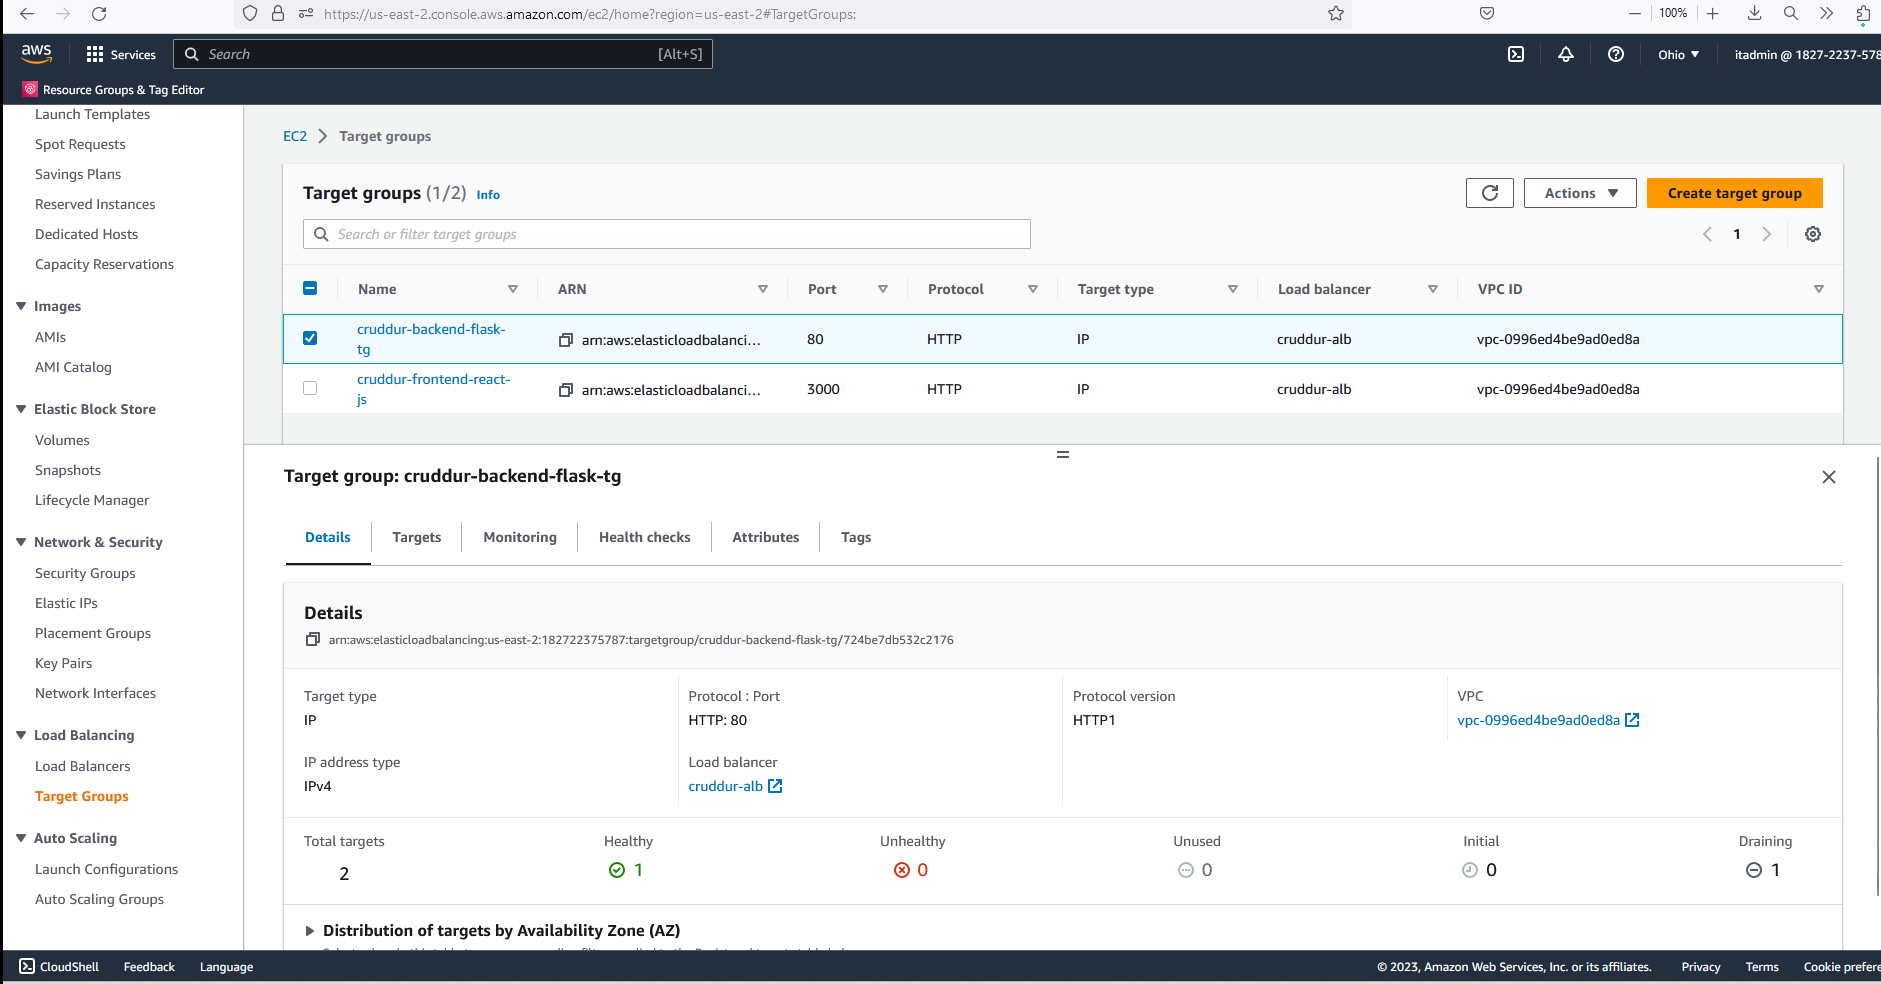 https://us-east-2.console.aws.amazon.com/ec2/home?region=us-east-2#TargetGroups:
100%
aws
Services
Search
[Alt+S]
Ohio
itadmin @ 1827-2237-578
Resource Groups & Tag Editor
Launch Templates
Spot Requests
Savings Plans
Reserved Instances
Dedicated Hosts
Capacity Reservations
Images
AMIs
AMI Catalog
Elastic Block Store
Volumes
Snapshots
Lifecycle Manager
Network & Security
Security Groups
Elastic IPs
Placement Groups
Key Pairs
Network Interfaces
Load Balancing
Load Balancers
Target Groups
Auto Scaling
Launch Configurations
Auto Scaling Groups
EC2 Target groups
Target groups (1/2) Info
Actions
Create target group
Search or filter target groups
1
Name ARN Port Protocol Target type Load balancer VPC ID
cruddur-backend-flask-
tg
arn:aws:elasticloadbalanci... 80 HTTP IP cruddur-alb vpc-0996ed4be9ad0ed8a
cruddur-frontend-react-
js
arn:aws:elasticloadbalanci... 3000 HTTP IP cruddur-alb vpc-0996ed4be9ad0ed8a
Target group: cruddur-backend-flask-tg
Details Targets Monitoring Health checks Attributes Tags
Details
arn:aws:elasticloadbalancing:us-east-2:182722375787:targetgroup/cruddur-backend-flask-tg/724be7db532c2176
Target type Protocol : Port Protocol version VPC
IP HTTP: 80 HTTP1 vpc-0996ed4be9ad0ed8a
IP address type Load balancer
IPv4 cruddur-alb
Total targets Healthy Unhealthy Unused Initial Draining
2 1 0 0 0 1
Distribution of targets by Availability Zone (AZ)
CloudShell Feedback Language
© 2023, Amazon Web Services, Inc. or its affiliates. Privacy Terms Cookie prefere